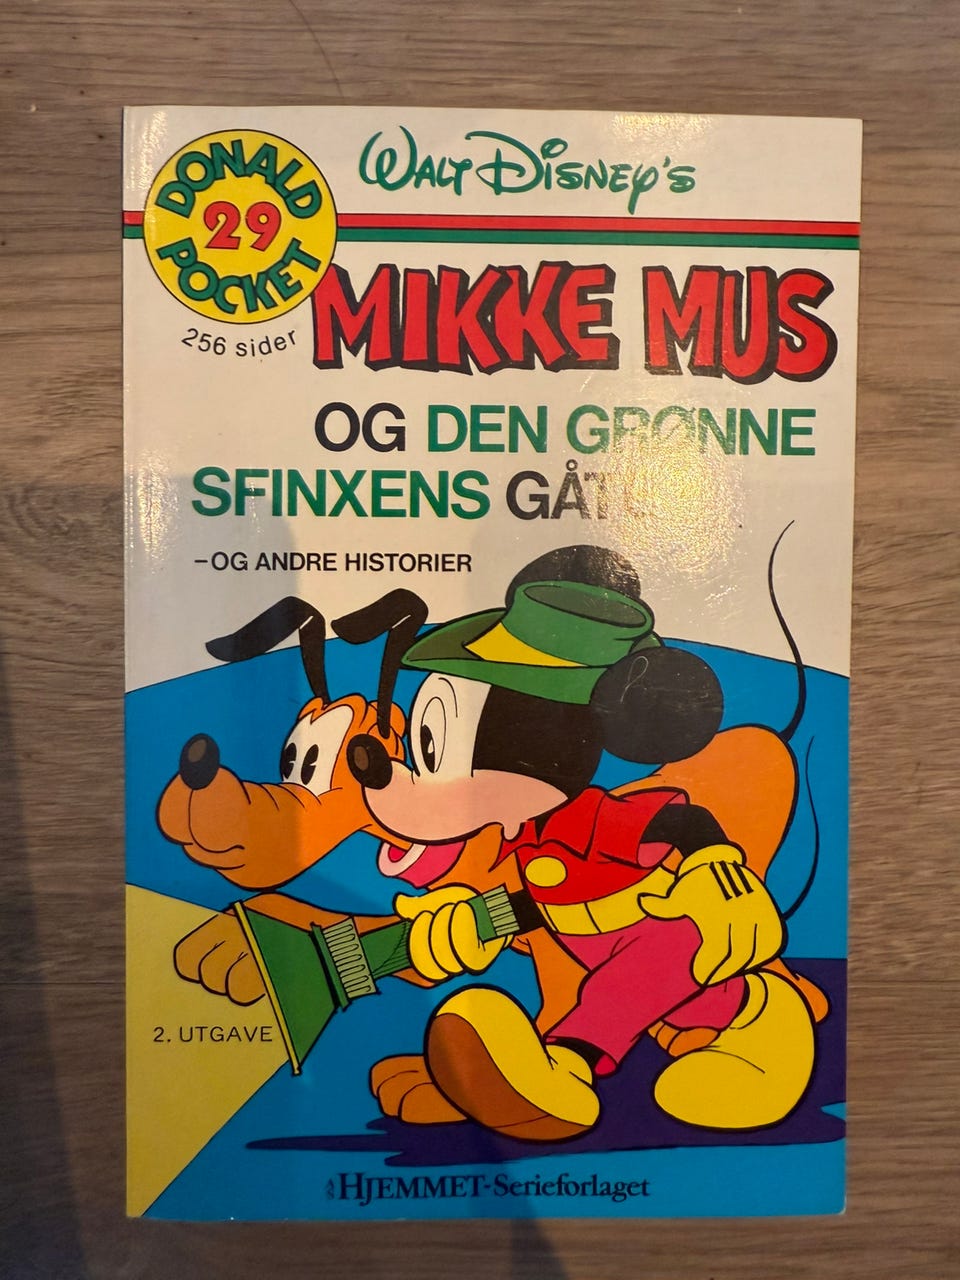 DONALD
29
POCKET
WALT DISNEY'S
256 sider
MIKKE MUS
OG DEN GRØNNE
SFINXENS GÅTE
–OG ANDRE HISTORIER
2. UTGAVE
A/S HJEMMET-Serieforlaget